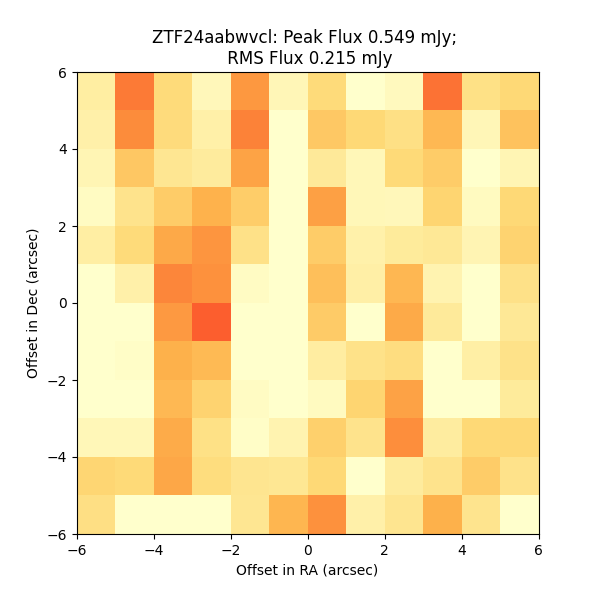 ZTF24aabwvcl: Peak Flux 0.549 mJy;
RMS Flux 0.215 mJy
6
4
2
0
−2
−4
−6
Offset in Dec (arcsec)
−6 −4 −2 0 2 4 6
Offset in RA (arcsec)